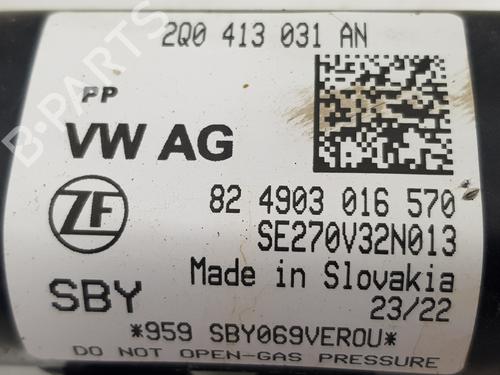 2Q0 413 031 AN
PP
VW AG
ZF
82 4903 016 570
SE270V32N013
Made in Slovakia
SBY
23/22
*959 SBY069VEROU*
DO NOT OPEN-GAS PRESSURE
B-PARTS